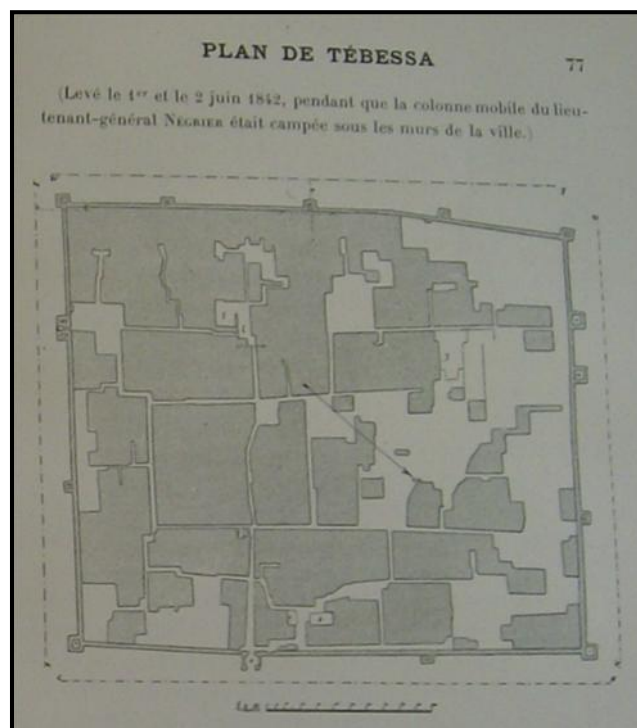 PLAN DE TÉBESSA
77
(Levé le 1er et le 2 juin 1842, pendant que la colonne mobile du lieu-
tenant-général NEGRIER était campée sous les murs de la ville.)